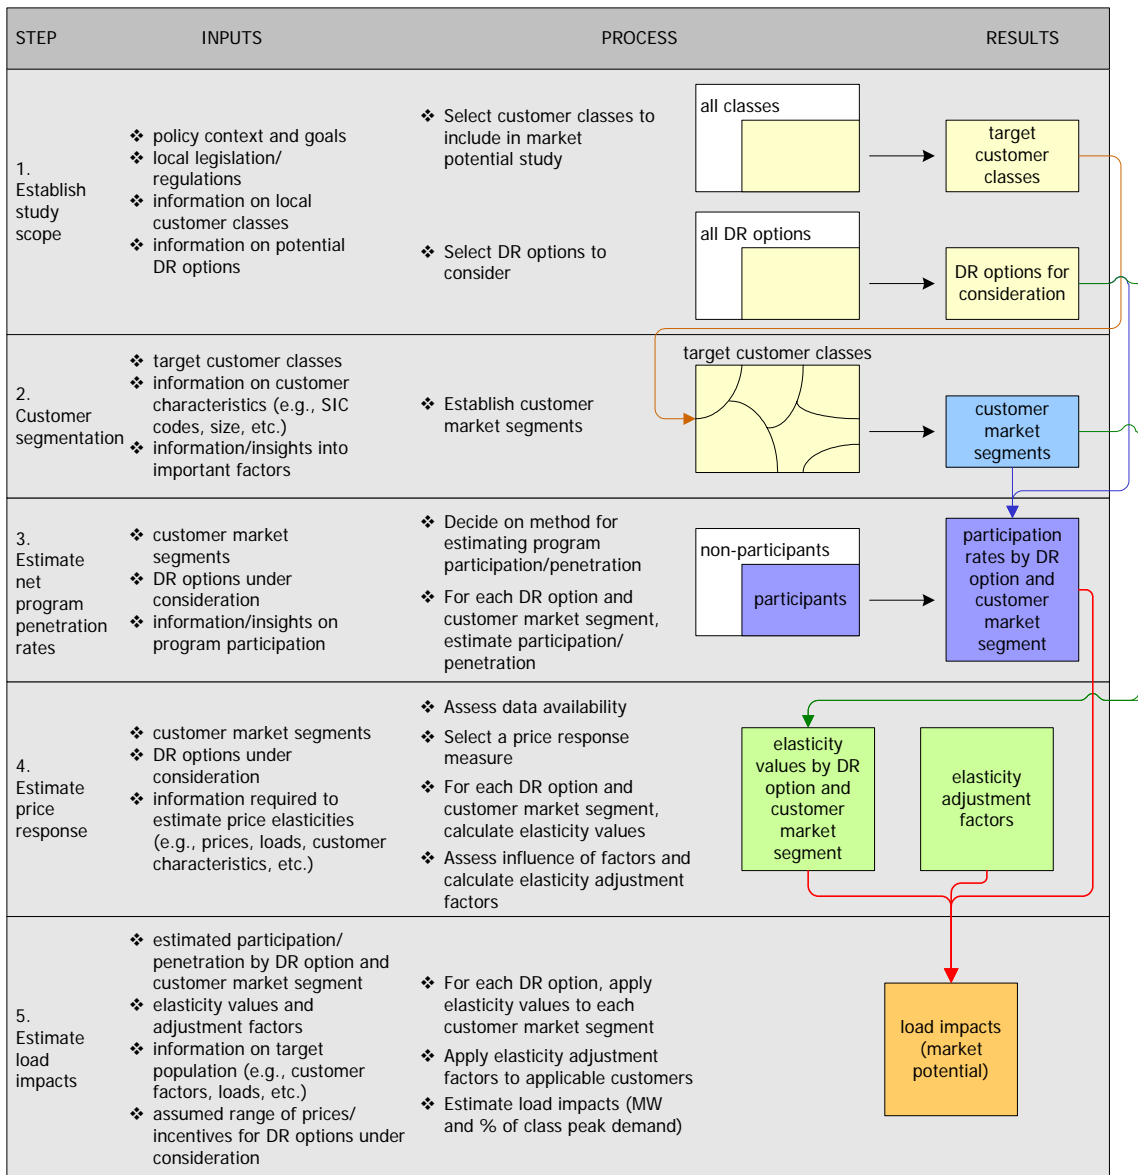 STEP
INPUTS
PROCESS
RESULTS
1.
Establish
study
scope
❖ policy context and goals
❖ local legislation/
regulations
❖ information on local
customer classes
❖ information on potential
DR options
❖ Select customer classes to
include in market
potential study
❖ Select DR options to
consider
all classes
target
customer
classes
all DR options
DR options for
consideration
2.
Customer
segmentation
❖ target customer classes
❖ information on customer
characteristics (e.g., SIC
codes, size, etc.)
❖ information/insights into
important factors
❖ Establish customer
market segments
target customer classes
customer
market
segments
3.
Estimate
net
program
penetration
rates
❖ customer market
segments
❖ DR options under
consideration
❖ information/insights on
program participation
❖ Decide on method for
estimating program
participation/penetration
❖ For each DR option and
customer market segment,
estimate participation/
penetration
non-participants
participants
participation
rates by DR
option and
customer
market
segment
4.
Estimate
price
response
❖ customer market segments
❖ DR options under
consideration
❖ information required to
estimate price elasticities
(e.g., prices, loads, customer
characteristics, etc.)
❖ Assess data availability
❖ Select a price response
measure
❖ For each DR option and
customer market segment,
calculate elasticity values
❖ Assess influence of factors and
calculate elasticity adjustment
factors
elasticity
values by DR
option and
customer
market
segment
elasticity
adjustment
factors
5.
Estimate
load
impacts
❖ estimated participation/
penetration by DR option and
customer market segment
❖ elasticity values and
adjustment factors
❖ information on target
population (e.g., customer
factors, loads, etc.)
❖ assumed range of prices/
incentives for DR options under
consideration
❖ For each DR option, apply
elasticity values to each
customer market segment
❖ Apply elasticity adjustment
factors to applicable customers
❖ Estimate load impacts (MW
and % of class peak demand)
load impacts
(market
potential)